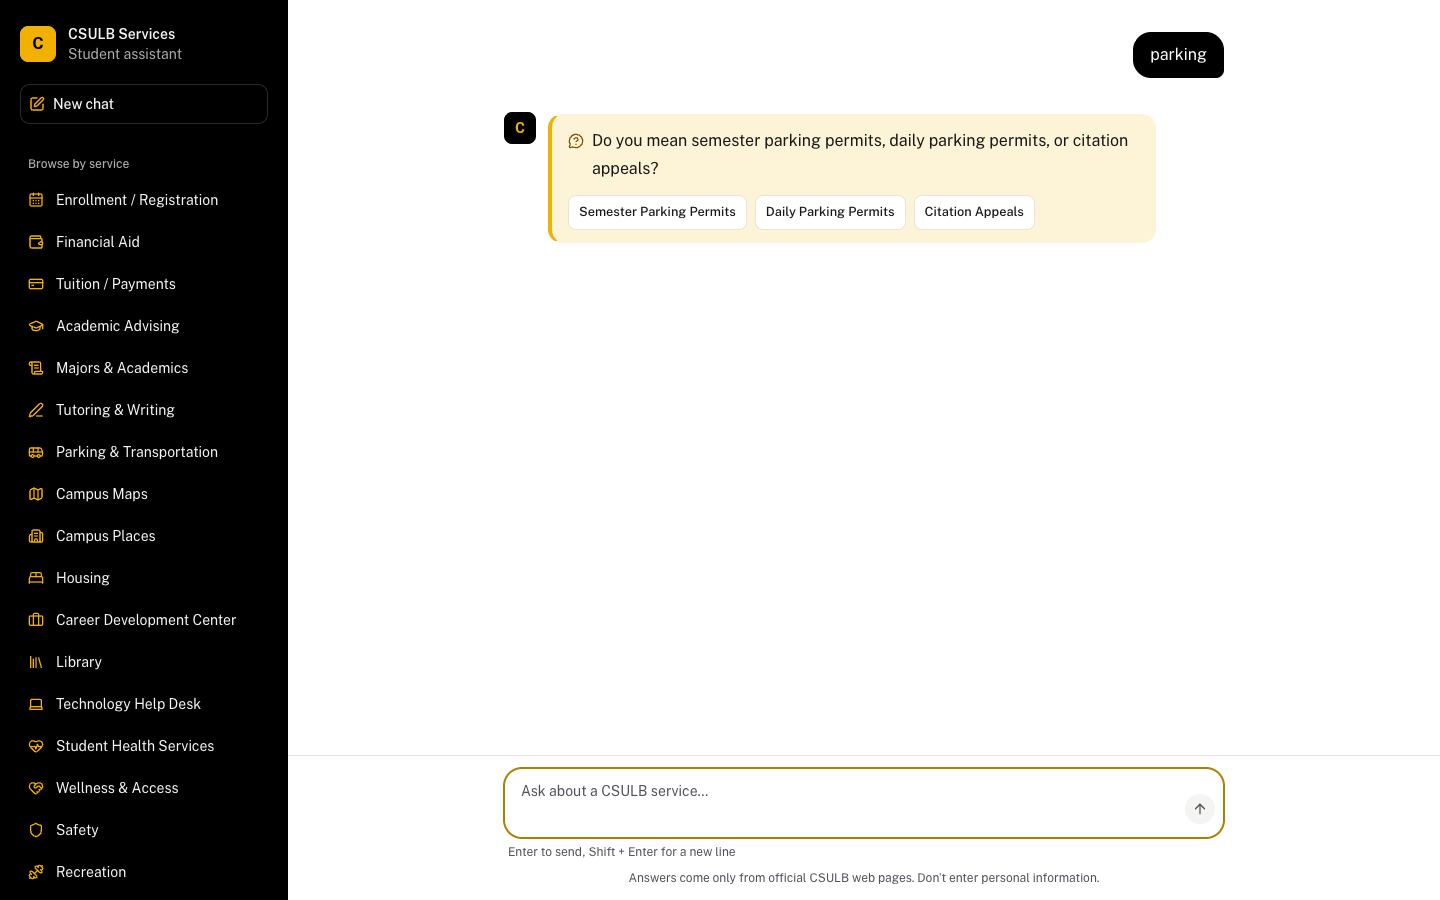 C
CSULB Services
Student assistant
New chat
Browse by service
Enrollment / Registration
Financial Aid
Tuition / Payments
Academic Advising
Majors & Academics
Tutoring & Writing
Parking & Transportation
Campus Maps
Campus Places
Housing
Career Development Center
Library
Technology Help Desk
Student Health Services
Wellness & Access
Safety
Recreation
parking
C
Do you mean semester parking permits, daily parking permits, or citation
appeals?
Semester Parking Permits
Daily Parking Permits
Citation Appeals
Ask about a CSULB service...
Enter to send, Shift + Enter for a new line
Answers come only from official CSULB web pages. Don't enter personal information.